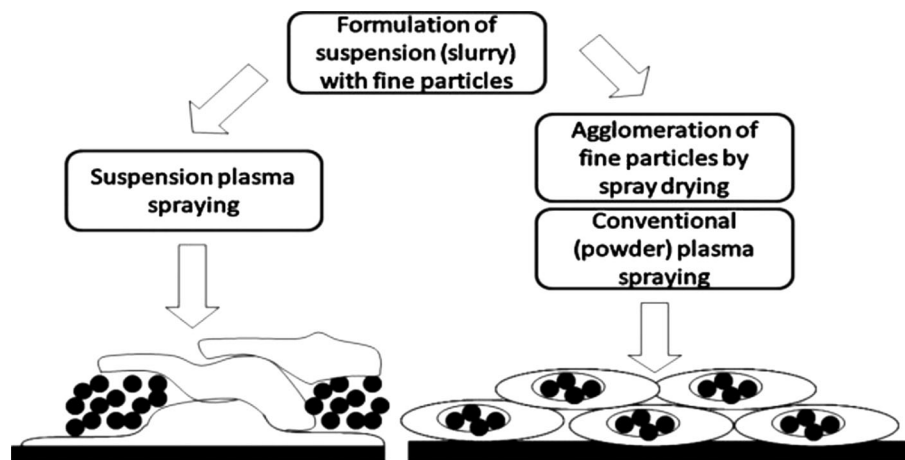 Formulation of
suspension (slurry)
with fine particles
Suspension plasma
spraying
Agglomeration of
fine particles by
spray drying
Conventional
(powder) plasma
spraying